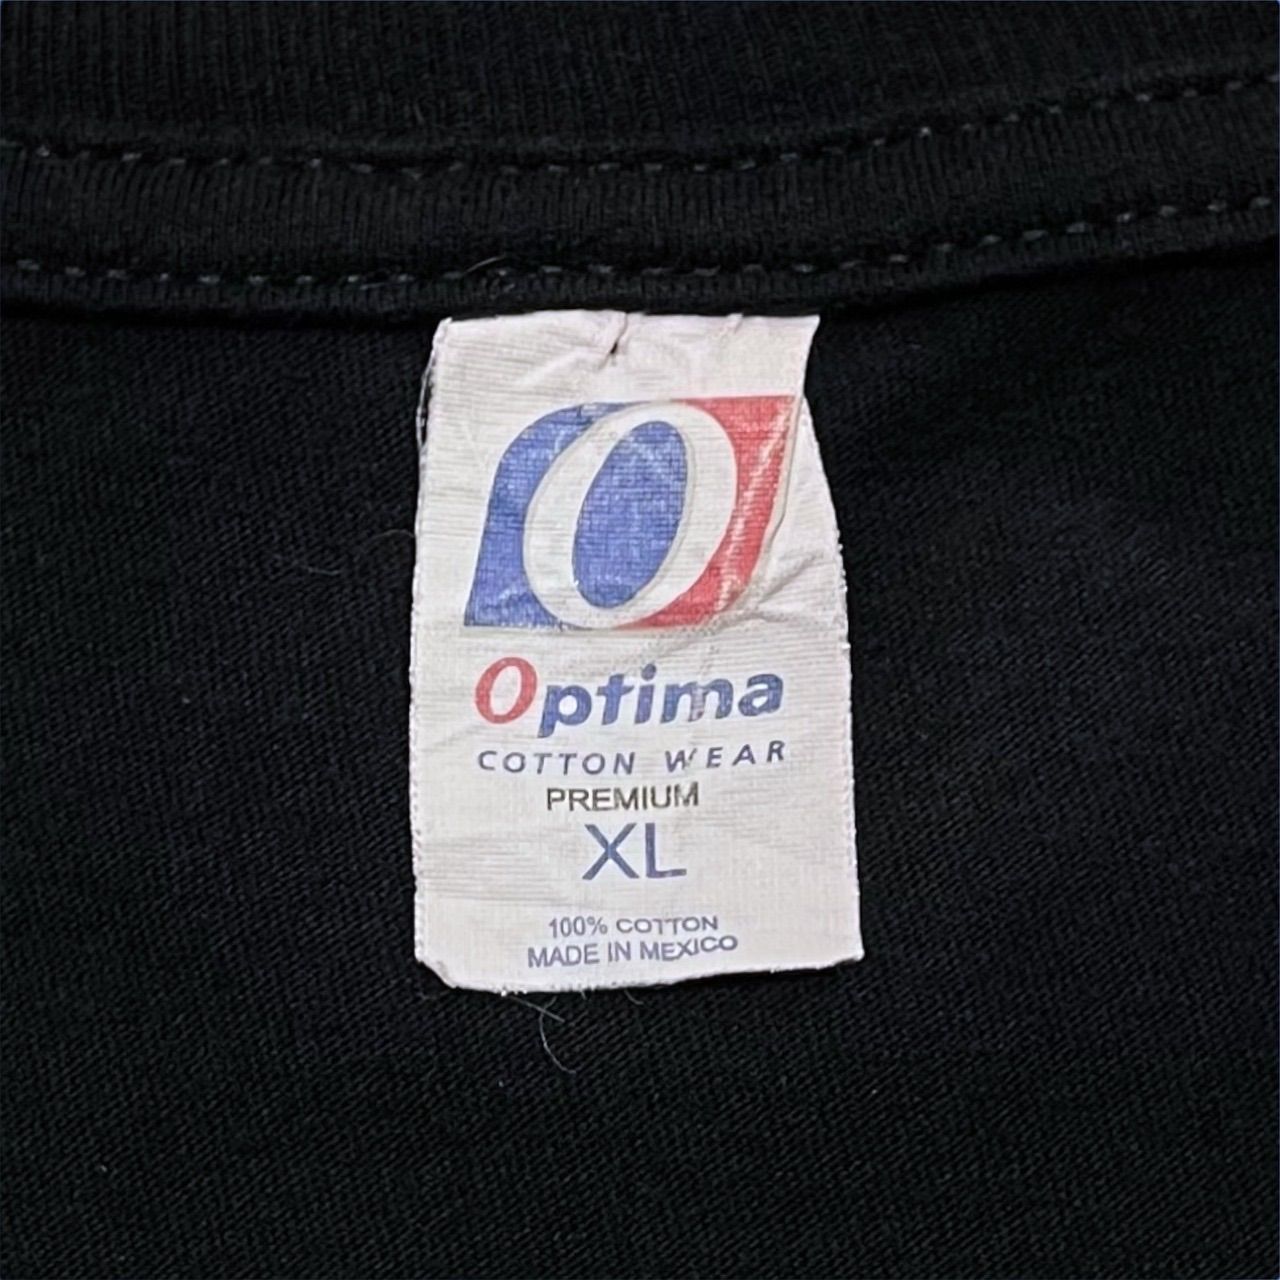 O
Optima
COTTON WEAR
PREMIUM
XL
100% COTTON
MADE IN MEXICO